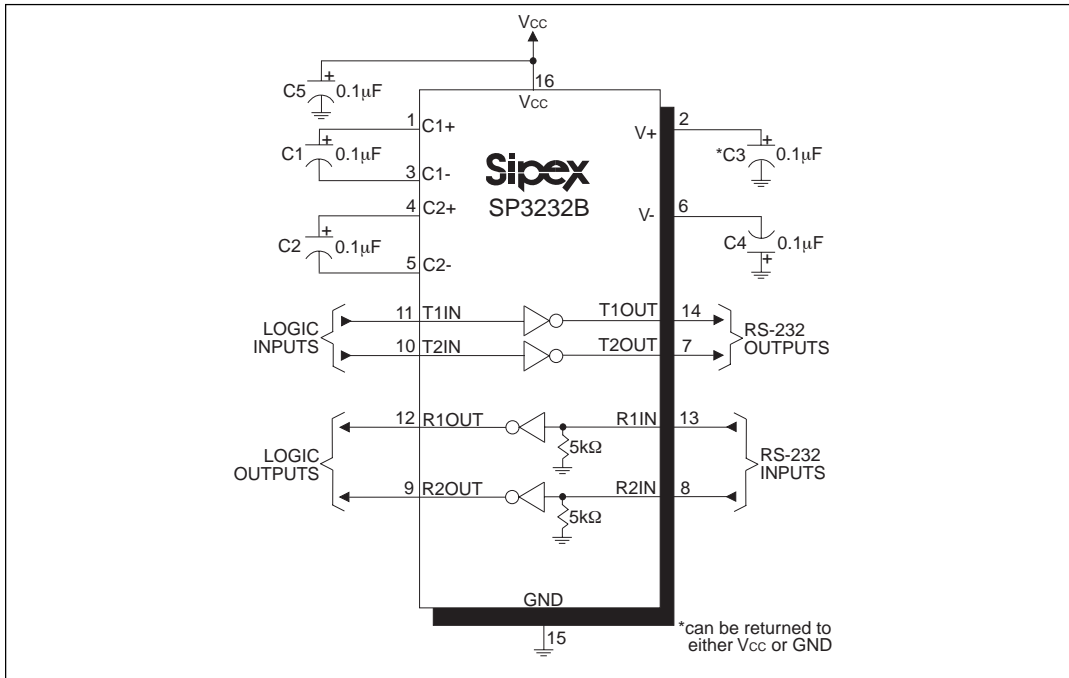 VCC
16
VCC
C5 + 0.1µF
1 C1+
C1 + 0.1µF
3 C1-
4 C2+
C2 + 0.1µF
5 C2-
V+ 2
*C3 + 0.1µF
V- 6
C4 0.1µF
+
Sipex
SP3232B
LOGIC
INPUTS
11 T1IN T1OUT 14
10 T2IN T2OUT 7
RS-232
OUTPUTS
LOGIC
OUTPUTS
12 R1OUT R1IN 13
5kΩ
9 R2OUT R2IN 8
5kΩ
RS-232
INPUTS
GND
15
*can be returned to
either VCC or GND